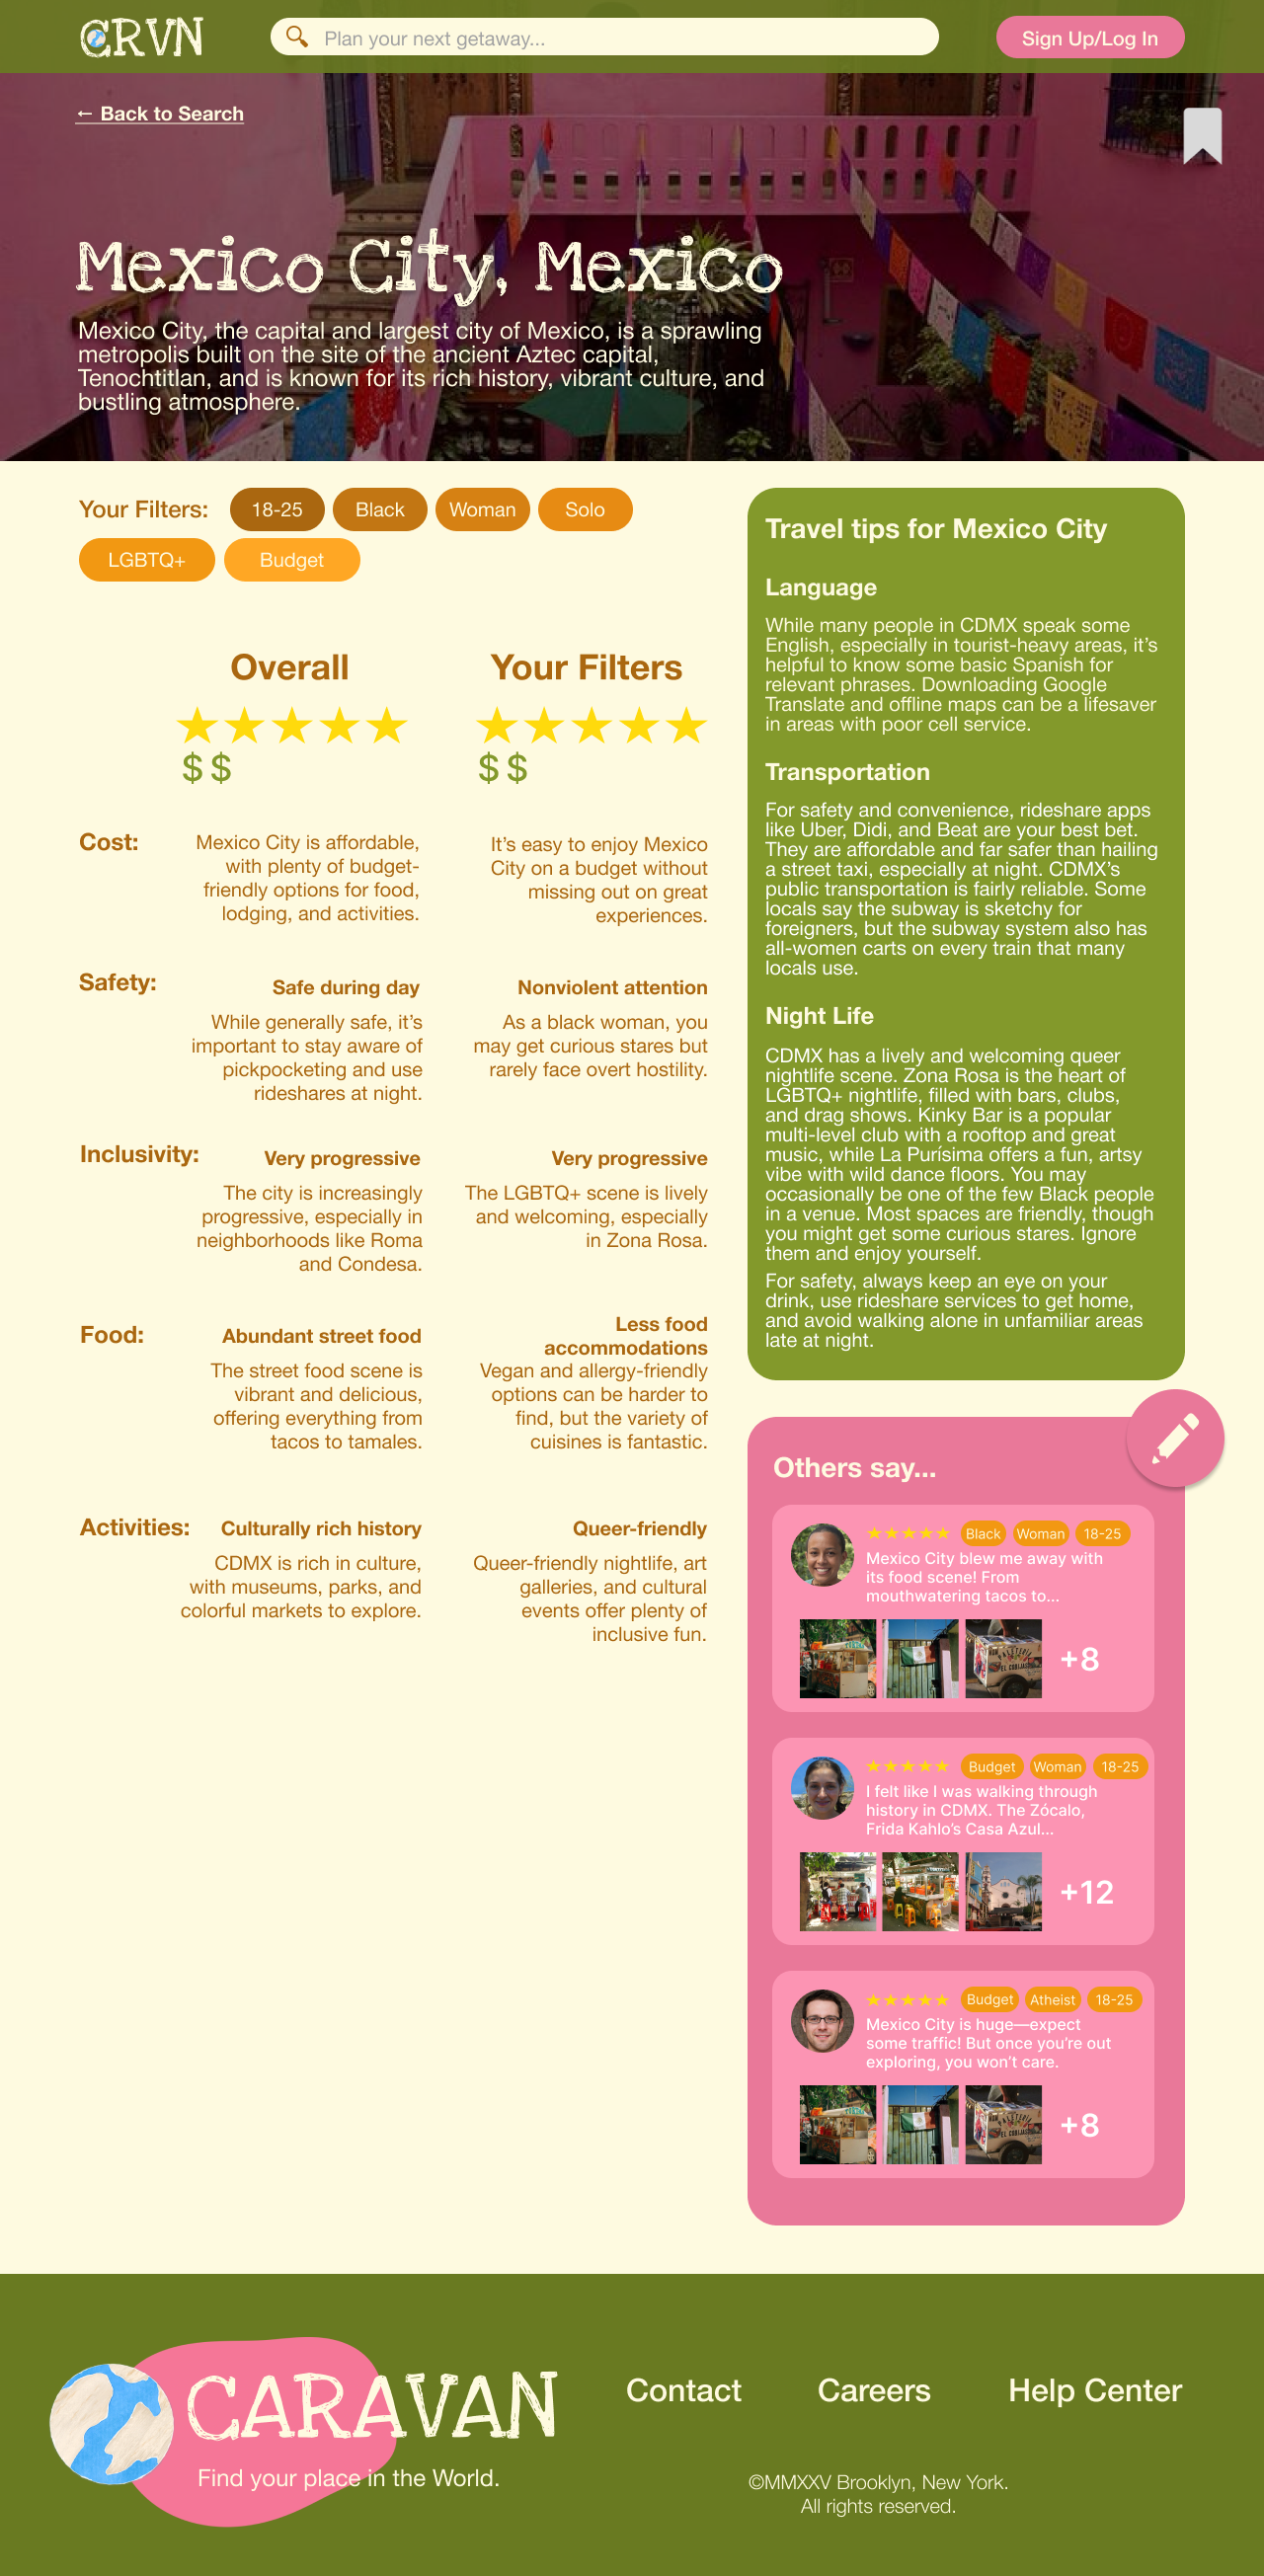 CRVN
Plan your next getaway...
Sign Up/Log In
← Back to Search
Mexico City, Mexico
Mexico City, the capital and largest city of Mexico, is a sprawling
metropolis built on the site of the ancient Aztec capital,
Tenochtitlan, and is known for its rich history, vibrant culture, and
bustling atmosphere.
Your Filters:
18-25
Black
Woman
Solo
LGBTQ+
Budget
Overall
Your Filters
$$
$$
Cost:
Mexico City is affordable,
with plenty of budget-
friendly options for food,
lodging, and activities.
It's easy to enjoy Mexico
City on a budget without
missing out on great
experiences.
Safety:
Safe during day
While generally safe, it's
important to stay aware of
pickpocketing and use
rideshares at night.
Nonviolent attention
As a black woman, you
may get curious stares but
rarely face overt hostility.
Inclusivity:
Very progressive
The city is increasingly
progressive, especially in
neighborhoods like Roma
and Condesa.
Very progressive
The LGBTQ+ scene is lively
and welcoming, especially
in Zona Rosa.
Food:
Abundant street food
The street food scene is
vibrant and delicious,
offering everything from
tacos to tamales.
Less food
accommodations
Vegan and allergy-friendly
options can be harder to
find, but the variety of
cuisines is fantastic.
Activities:
Culturally rich history
CDMX is rich in culture,
with museums, parks, and
colorful markets to explore.
Queer-friendly
Queer-friendly nightlife, art
galleries, and cultural
events offer plenty of
inclusive fun.
Travel tips for Mexico City
Language
While many people in CDMX speak some
English, especially in tourist-heavy areas, it's
helpful to know some basic Spanish for
relevant phrases. Downloading Google
Translate and offline maps can be a lifesaver
in areas with poor cell service.
Transportation
For safety and convenience, rideshare apps
like Uber, Didi, and Beat are your best bet.
They are affordable and far safer than hailing
a street taxi, especially at night. CDMX's
public transportation is fairly reliable. Some
locals say the subway is sketchy for
foreigners, but the subway system also has
all-women carts on every train that many
locals use.
Night Life
CDMX has a lively and welcoming queer
nightlife scene. Zona Rosa is the heart of
LGBTQ+ nightlife, filled with bars, clubs,
and drag shows. Kinky Bar is a popular
multi-level club with a rooftop and great
music, while La Purísima offers a fun, artsy
vibe with wild dance floors. You may
occasionally be one of the few Black people
in a venue. Most spaces are friendly, though
you might get some curious stares. Ignore
them and enjoy yourself.
For safety, always keep an eye on your
drink, use rideshare services to get home,
and avoid walking alone in unfamiliar areas
late at night.
Others say...
Black
Woman
18-25
Mexico City blew me away with
its food scene! From
mouthwatering tacos to...
+8
Budget
Woman
18-25
I felt like I was walking through
history in CDMX. The Zócalo,
Frida Kahlo's Casa Azul...
+12
Budget
Atheist
18-25
Mexico City is huge—expect
some traffic! But once you're out
exploring, you won't care.
+8
CARAVAN
Find your place in the World.
Contact
Careers
Help Center
©MMXXV Brooklyn, New York.
All rights reserved.